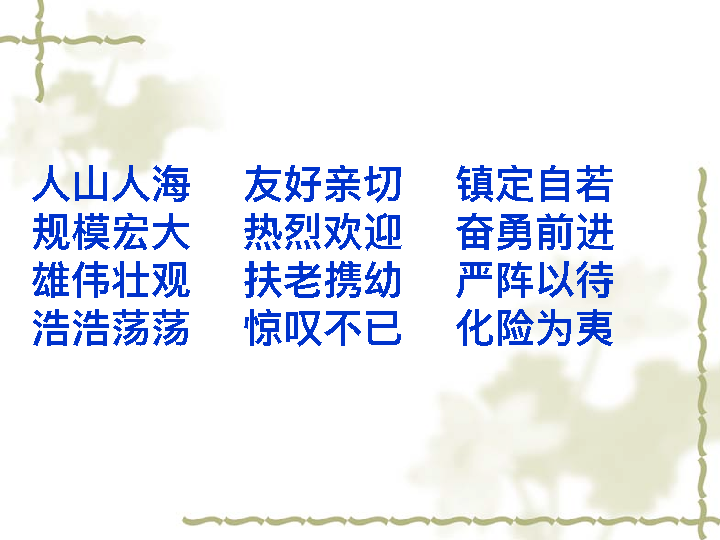 人山人海 友好亲切 镇定自若
规模宏大 热烈欢迎 奋勇前进
雄伟壮观 扶老携幼 严阵以待
浩浩荡荡 惊叹不已 化险为夷